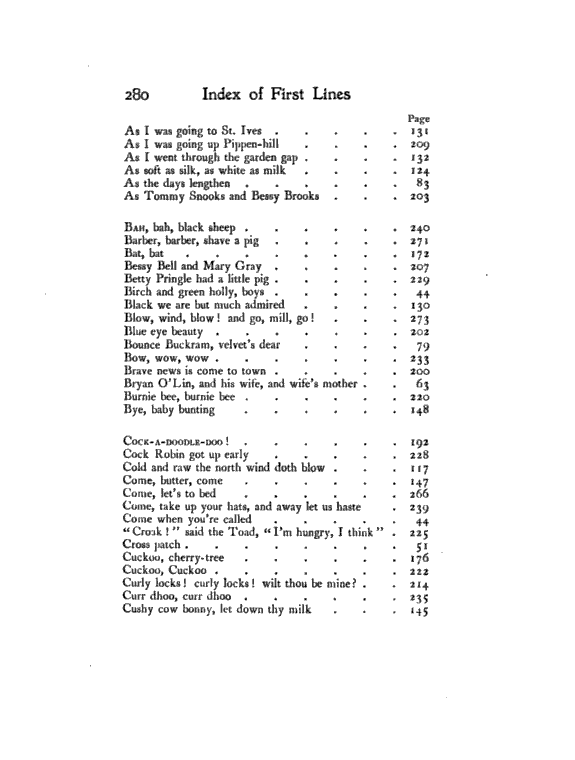 280 Index of First Lines
Page
As I was going to St. Ives . . . . . 131
As I was going up Pippen-hill . . . . 209
As I went through the garden gap . . . . 132
As soft as silk, as white as milk . . . . 124
As the days lengthen . . . . . . 83
As Tommy Snooks and Bessy Brooks . . . 203
BAH, bah, black sheep . . . . . . 240
Barber, barber, shave a pig . . . . . 271
Bat, bat . . . . . . . . 172
Bessy Bell and Mary Gray . . . . . 207
Betty Pringle had a little pig . . . . . 229
Birch and green holly, boys . . . . . 44
Black we are but much admired . . . . 130
Blow, wind, blow! and go, mill, go! . . . 273
Blue eye beauty . . . . . . . 202
Bounce Buckram, velvet's dear . . . . 79
Bow, wow, wow . . . . . . . 233
Brave news is come to town . . . . . 200
Bryan O'Lin, and his wife, and wife's mother . . 63
Burnie bee, burnie bee . . . . . . 220
Bye, baby bunting . . . . . . 148
COCK-A-DOODLE-DOO! . . . . . . 192
Cock Robin got up early . . . . . 228
Cold and raw the north wind doth blow . . . 117
Come, butter, come . . . . . . 147
Come, let's to bed . . . . . . 266
Come, take up your hats, and away let us haste . 239
Come when you're called . . . . . 44
"Croak!" said the Toad, "I'm hungry, I think" . 225
Cross patch . . . . . . . . 51
Cuckoo, cherry-tree . . . . . . 176
Cuckoo, Cuckoo . . . . . . . 222
Curly locks! curly locks! wilt thou be mine? . . 214
Curr dhoo, curr dhoo . . . . . . 235
Cushy cow bonny, let down thy milk . . . 145